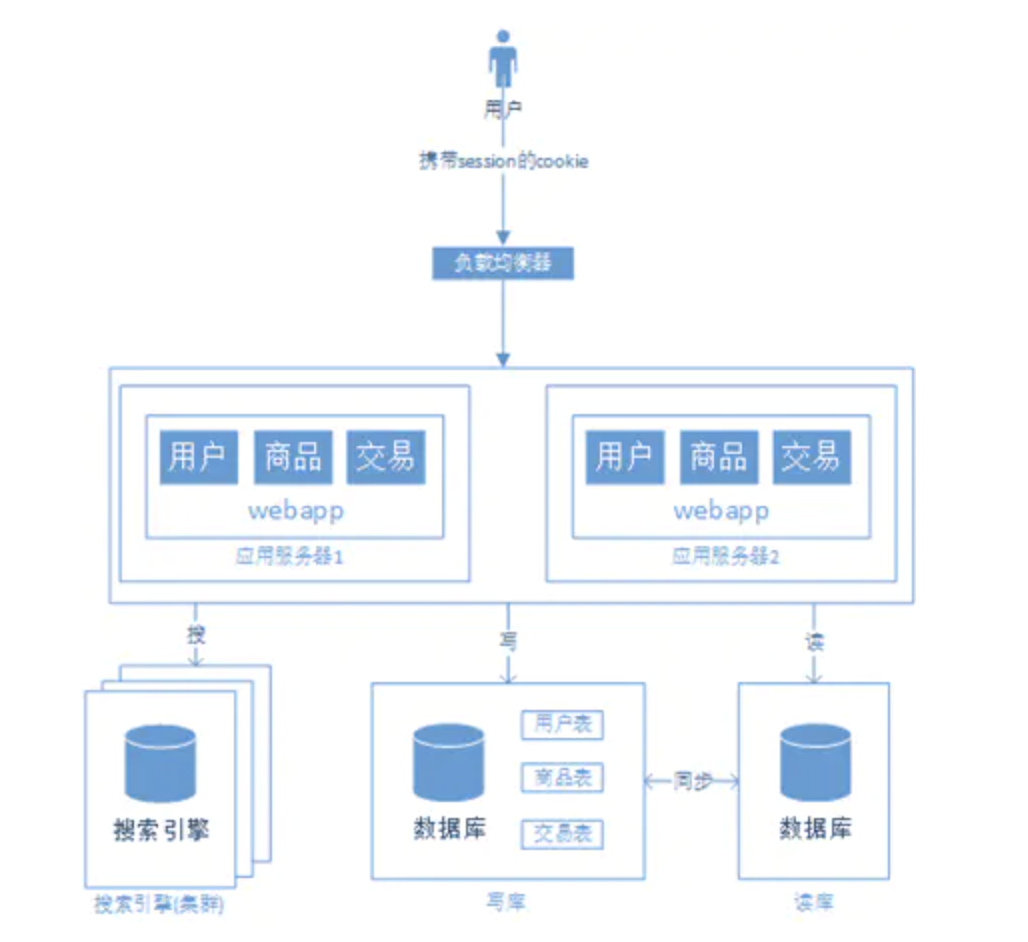 用户
携带session的cookie
负载均衡器
用户 商品 交易
webapp
应用服务器1
用户 商品 交易
webapp
应用服务器2
搜
写
读
搜索引擎
搜索引擎(集群)
数据库
用户表
商品表
交易表
写库
同步
数据库
读库